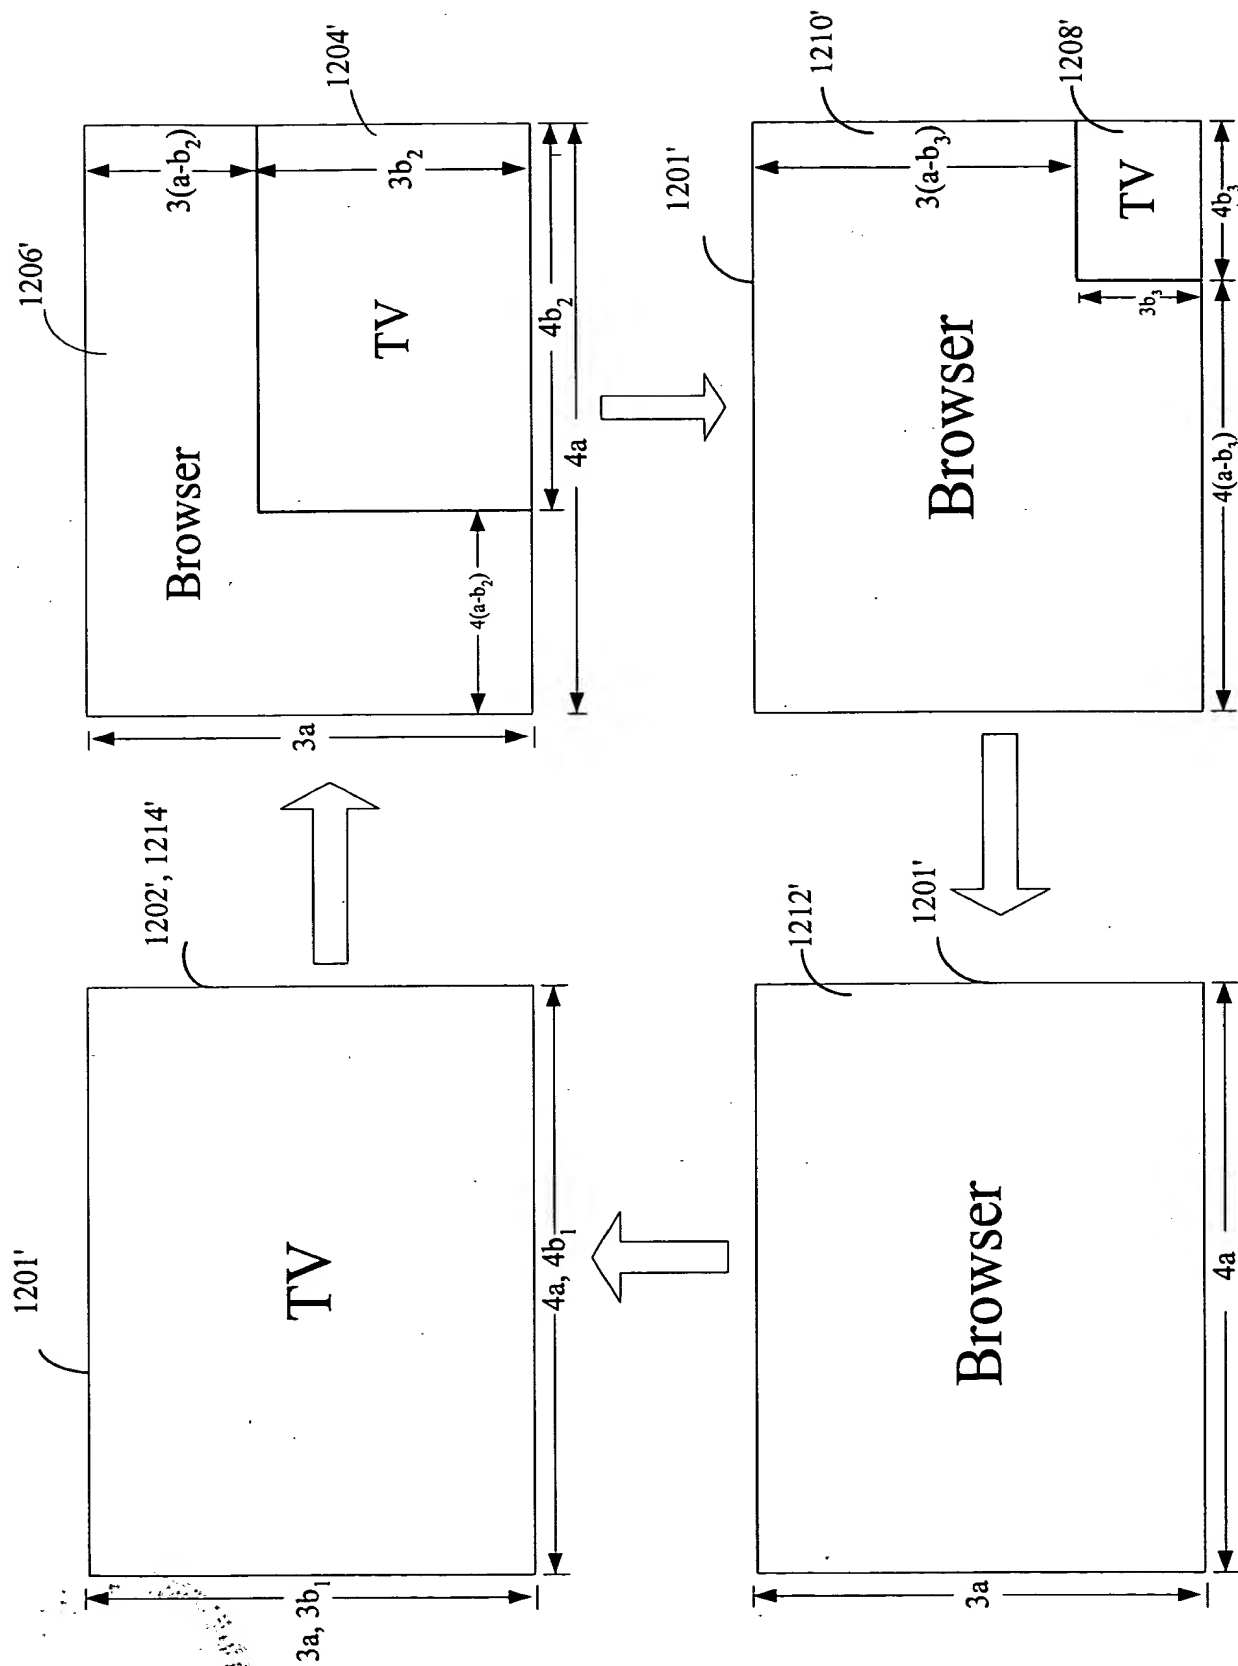 1201'
1202', 1214'
TV
3a, 3b₁
4a, 4b₁
1206'
1204'
Browser
3(a-b₂)
TV
3b₂
3a
4(a-b₂)
4b₂
4a
1212'
1201'
Browser
3a
4a
1201'
1210'
1208'
Browser
3(a-b₃)
TV
3b₃
4(a-b₃)
4b₃